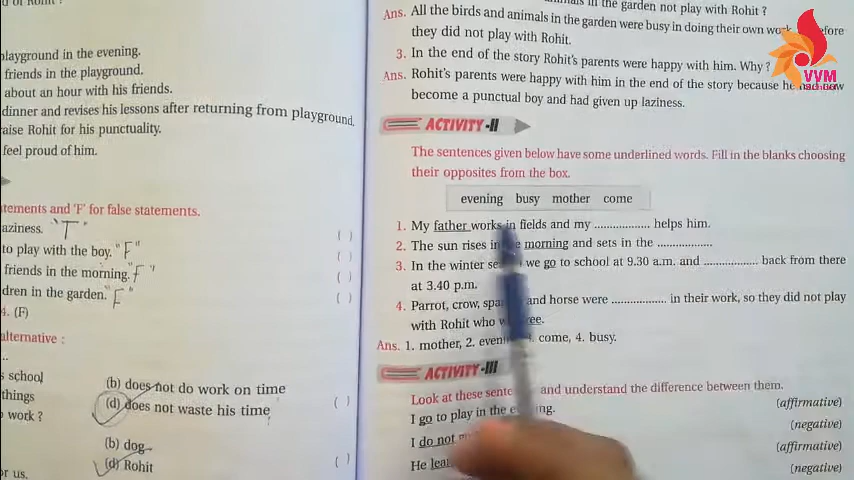 playground in the evening.
friends in the playground.
about an hour with his friends.
dinner and revises his lessons after returning from playground.
raise Rohit for his punctuality.
feel proud of him.
tements and 'F' for false statements.
aziness. "T" ( )
to play with the boy. "F" ( )
friends in the morning. "F" ( )
dren in the garden. "F" ( )
4. (F)
alternative :
s school
things
work ?
(b) does not do work on time
(d) does not waste his time ( )
(b) dog
(d) Rohit ( )
or us.
in the garden not play with Rohit ?
Ans. All the birds and animals in the garden were busy in doing their own work
they did not play with Rohit.
3. In the end of the story Rohit's parents were happy with him. Why ?
Ans. Rohit's parents were happy with him in the end of the story because he had now
become a punctual boy and had given up laziness.
VVM
ACTIVITY-II
The sentences given below have some underlined words. Fill in the blanks choosing
their opposites from the box.
evening busy mother come
1. My father works in fields and my .................. helps him.
2. The sun rises in morning and sets in the ..................
3. In the winter we go to school at 9.30 a.m. and .................. back from there
at 3.40 p.m.
4. Parrot, crow, and horse were .................. in their work, so they did not play
with Rohit who
Ans. 1. mother, 2. come, 4. busy.
ACTIVITY-III
Look at these and understand the difference between them.
I go to play in the (affirmative)
I do not (negative)
He (affirmative)
(negative)